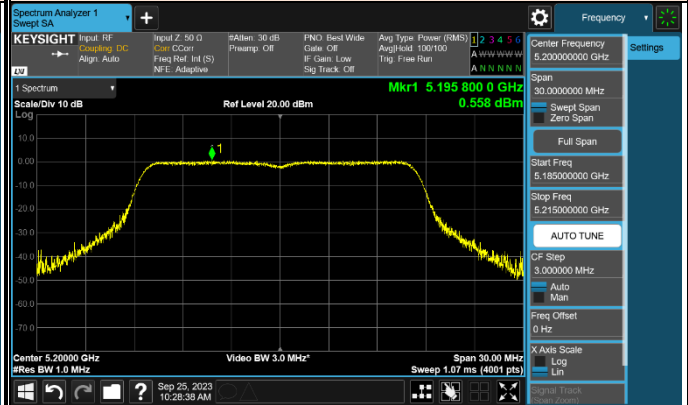 Spectrum Analyzer 1
Swept SA
+
Frequency
KEYSIGHT
Input: RF
Coupling: DC
Align: Auto
Input Z: 50 Ω
Corr CCorr
Freq Ref: Int (S)
NFE: Adaptive
#Atten: 30 dB
Preamp: Off
PNO: Best Wide
Gate: Off
IF Gain: Low
Sig Track: Off
Avg Type: Power (RMS)
Avg|Hold: 100/100
Trig: Free Run
1 2 3 4 5 6
A W W W W W
A N N N N N
LXI
1 Spectrum
Scale/Div 10 dB
Ref Level 20.00 dBm
Mkr1 5.195 800 0 GHz
0.558 dBm
Log
10.0
0.00
-10.0
-20.0
-30.0
-40.0
-50.0
-60.0
-70.0
1
Center 5.20000 GHz
#Res BW 1.0 MHz
Video BW 3.0 MHz*
Span 30.00 MHz
Sweep 1.07 ms (4001 pts)
Sep 25, 2023
10:28:38 AM
?
Center Frequency
5.200000000 GHz
Settings
Span
30.0000000 MHz
Swept Span
Zero Span
Full Span
Start Freq
5.185000000 GHz
Stop Freq
5.215000000 GHz
AUTO TUNE
CF Step
3.000000 MHz
Auto
Man
Freq Offset
0 Hz
X Axis Scale
Log
Lin
Signal Track
(Span Zoom)